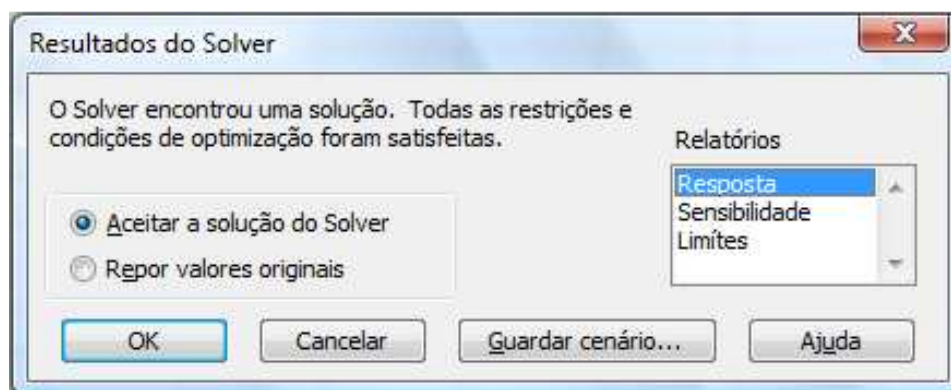 Resultados do Solver
O Solver encontrou uma solução. Todas as restrições e
condições de optimização foram satisfeitas.
Relatórios
Resposta
Sensibilidade
Limítes
Aceitar a solução do Solver
Repor valores originais
OK
Cancelar
Guardar cenário...
Ajuda